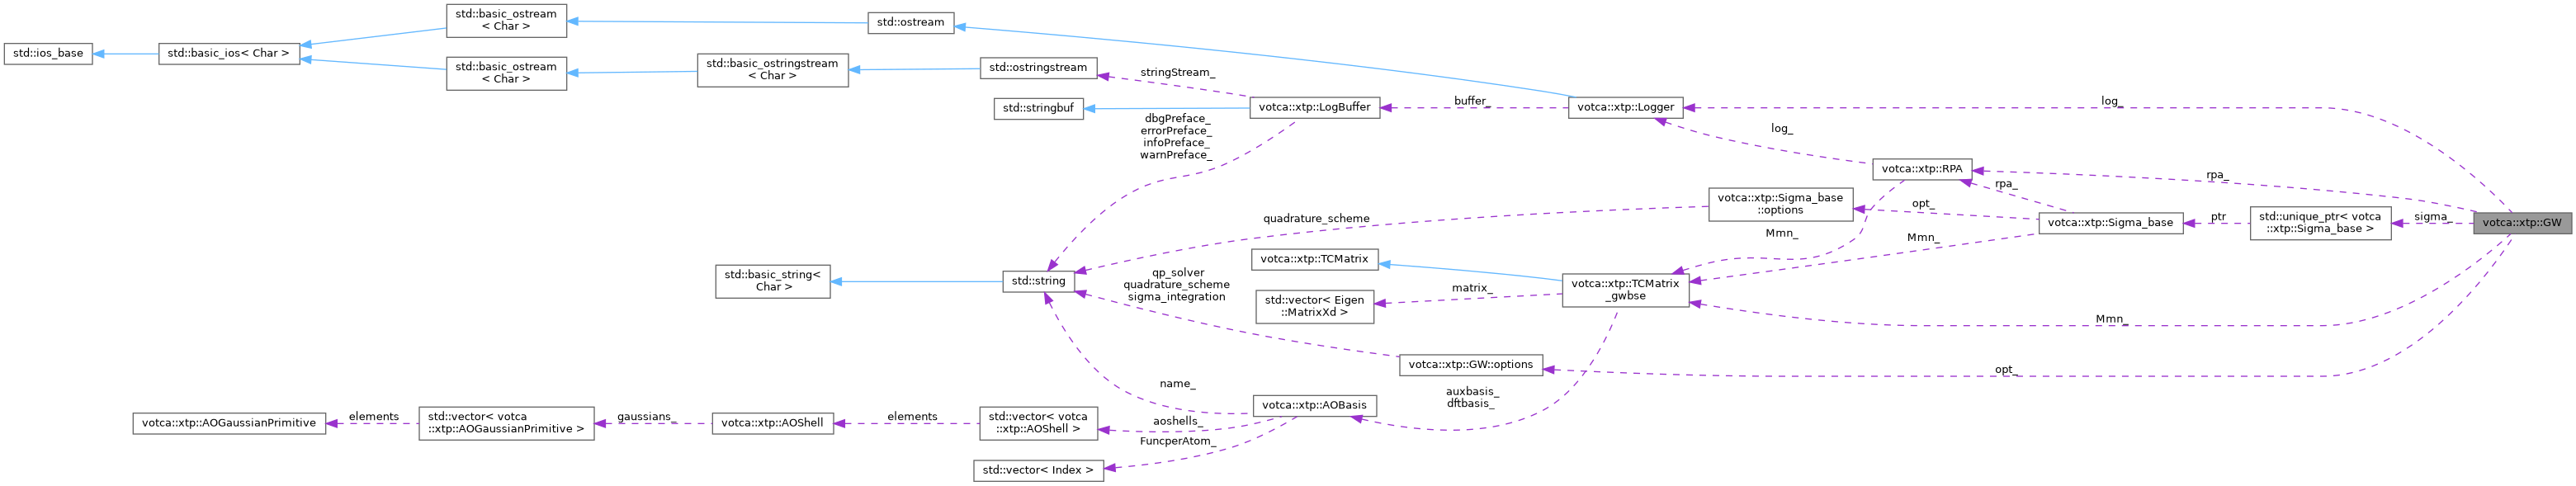 std::basic_ostream
< Char >
std::ostream
std::ios_base
std::basic_ios< Char >
std::basic_ostream
< Char >
std::basic_ostringstream
< Char >
std::ostringstream
stringStream_
std::stringbuf
votca::xtp::LogBuffer
buffer_
votca::xtp::Logger
log_
dbgPreface_
errorPreface_
infoPreface_
warnPreface_
log_
votca::xtp::RPA
rpa_
rpa_
votca::xtp::Sigma_base
::options
opt_
quadrature_scheme
votca::xtp::Sigma_base
ptr
std::unique_ptr< votca
::xtp::Sigma_base >
sigma_
votca::xtp::GW
Mmn_
Mmn_
votca::xtp::TCMatrix
std::basic_string<
Char >
std::string
qp_solver
quadrature_scheme
sigma_integration
std::vector< Eigen
::MatrixXd >
matrix_
votca::xtp::TCMatrix
_gwbse
Mmn_
votca::xtp::GW::options
opt_
name_
auxbasis_
dftbasis_
votca::xtp::AOBasis
votca::xtp::AOGaussianPrimitive
elements
std::vector< votca
::xtp::AOGaussianPrimitive >
gaussians_
votca::xtp::AOShell
elements
std::vector< votca
::xtp::AOShell >
aoshells_
FuncperAtom_
std::vector< Index >